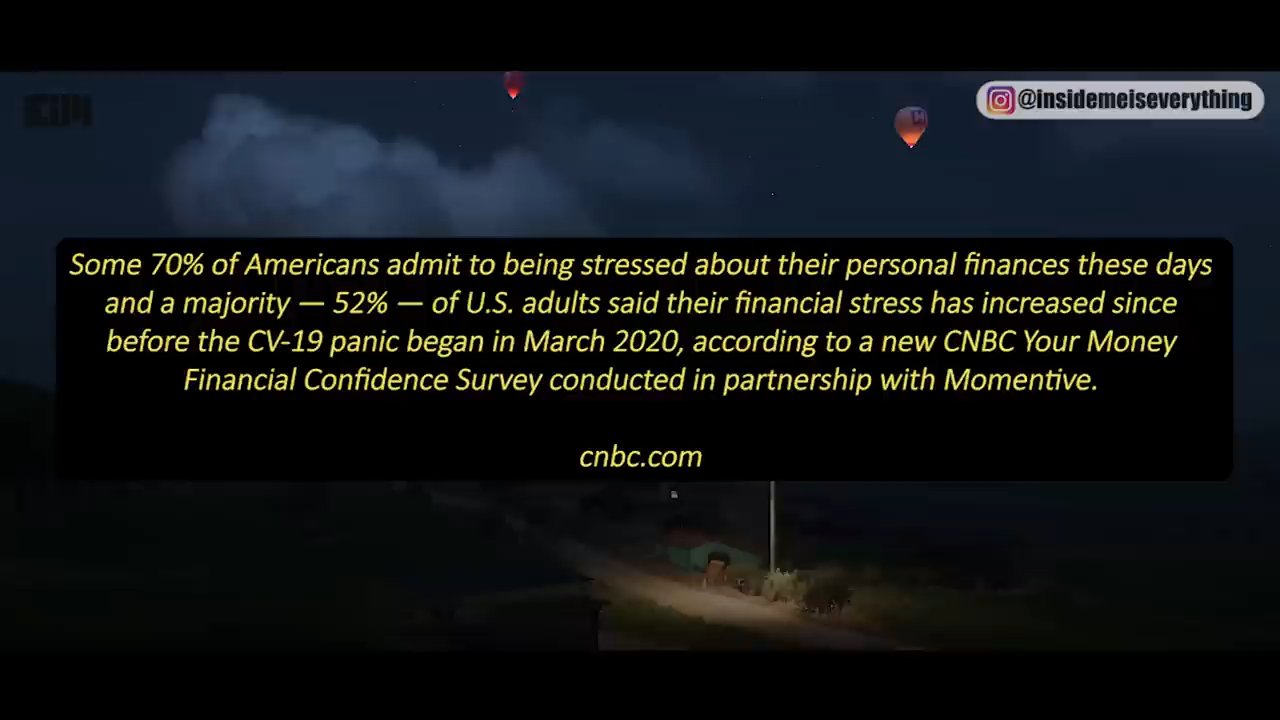 @insidemeiseverything
Some 70% of Americans admit to being stressed about their personal finances these days
and a majority — 52% — of U.S. adults said their financial stress has increased since
before the CV-19 panic began in March 2020, according to a new CNBC Your Money
Financial Confidence Survey conducted in partnership with Momentive.
cnbc.com